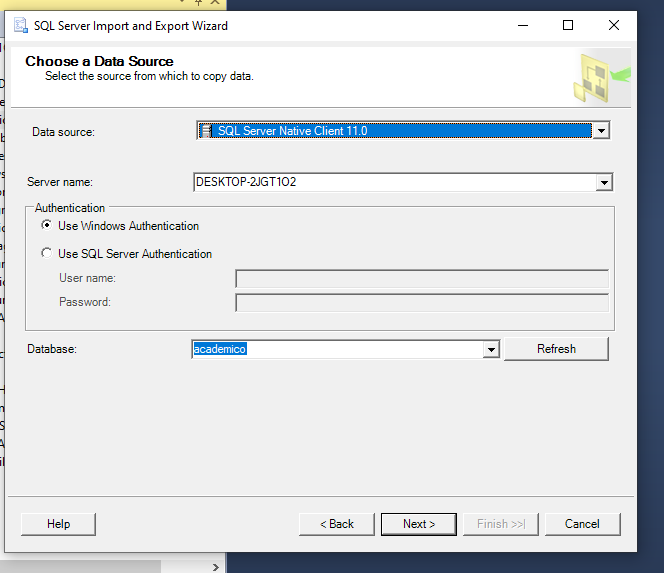 SQL Server Import and Export Wizard
Choose a Data Source
Select the source from which to copy data.
Data source: SQL Server Native Client 11.0
Server name: DESKTOP-2JGT1O2
Authentication
Use Windows Authentication
Use SQL Server Authentication
User name:
Password:
Database: academico Refresh
Help < Back Next > Finish >>| Cancel